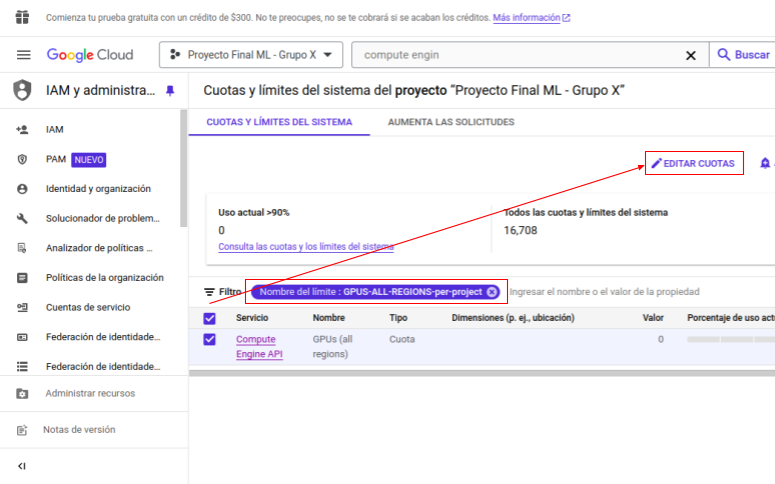 Comienza tu prueba gratuita con un crédito de $300. No te preocupes, no se te cobrará si se acaban los créditos. Más información
Google Cloud
Proyecto Final ML - Grupo X
compute engin
Buscar
IAM y administra...
Cuotas y límites del sistema del proyecto “Proyecto Final ML - Grupo X”
CUOTAS Y LÍMITES DEL SISTEMA
AUMENTA LAS SOLICITUDES
IAM
PAM NUEVO
Identidad y organización
Solucionador de problem...
Analizador de políticas ...
Políticas de la organización
Cuentas de servicio
Federación de identidade...
Federación de identidade...
Administrar recursos
Notas de versión
EDITAR CUOTAS
Uso actual >90%
0
Consulta las cuotas y los límites del sistema
Todos las cuotas y límites del sistema
16,708
Filtro
Nombre del límite : GPUS-ALL-REGIONS-per-project
Ingresar el nombre o el valor de la propiedad
Servicio Nombre Tipo Dimensiones (p. ej., ubicación) Valor Porcentaje de uso actu
Compute GPUs (all Cuota 0
Engine API regions)